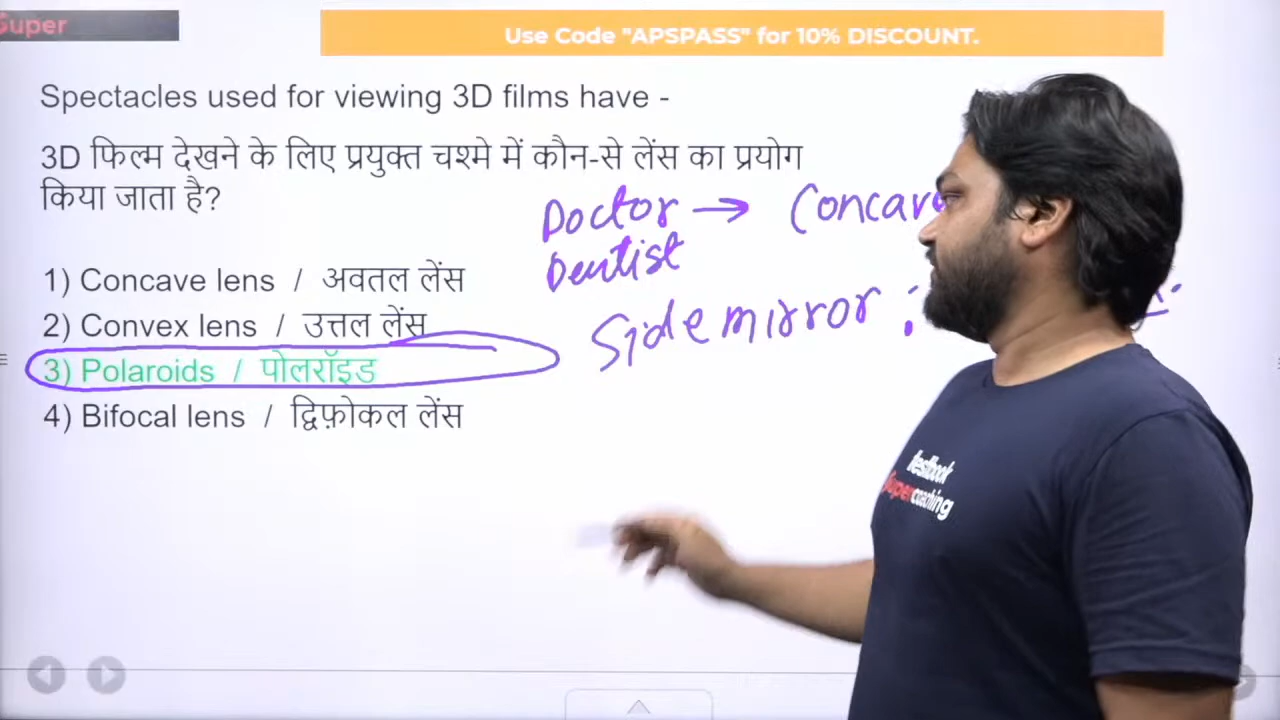 Super
Use Code "APSPASS" for 10% DISCOUNT.
Spectacles used for viewing 3D films have -
3D फिल्म देखने के लिए प्रयुक्त चश्मे में कौन-से लेंस का प्रयोग
किया जाता है?
Doctor → Concave
Dentist
Side mirror :
1) Concave lens / अवतल लेंस
2) Convex lens / उत्तल लेंस
3) Polaroids / पोलरॉइड
4) Bifocal lens / द्विफ़ोकल लेंस
testbook
Supercoaching